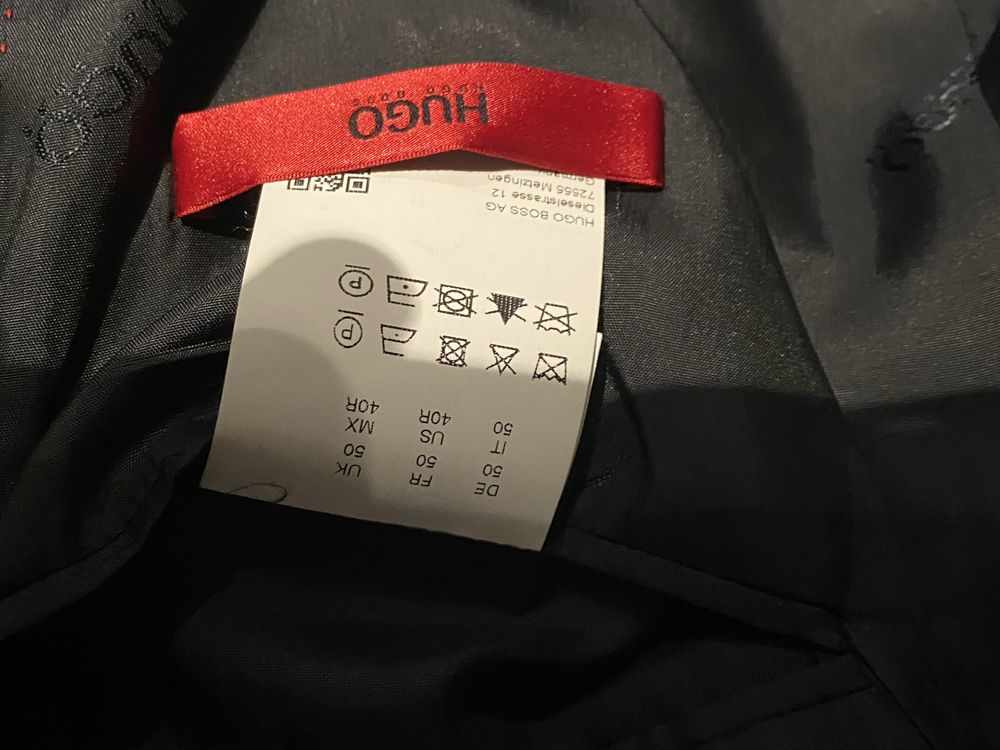 DE FR UK
50 50 50
IT US MX
50 40R 40R
P
P
HUGO BOSS AG
Dieselstrasse 12
72555 Metzingen
Germany
HUGO
HUGO BOSS